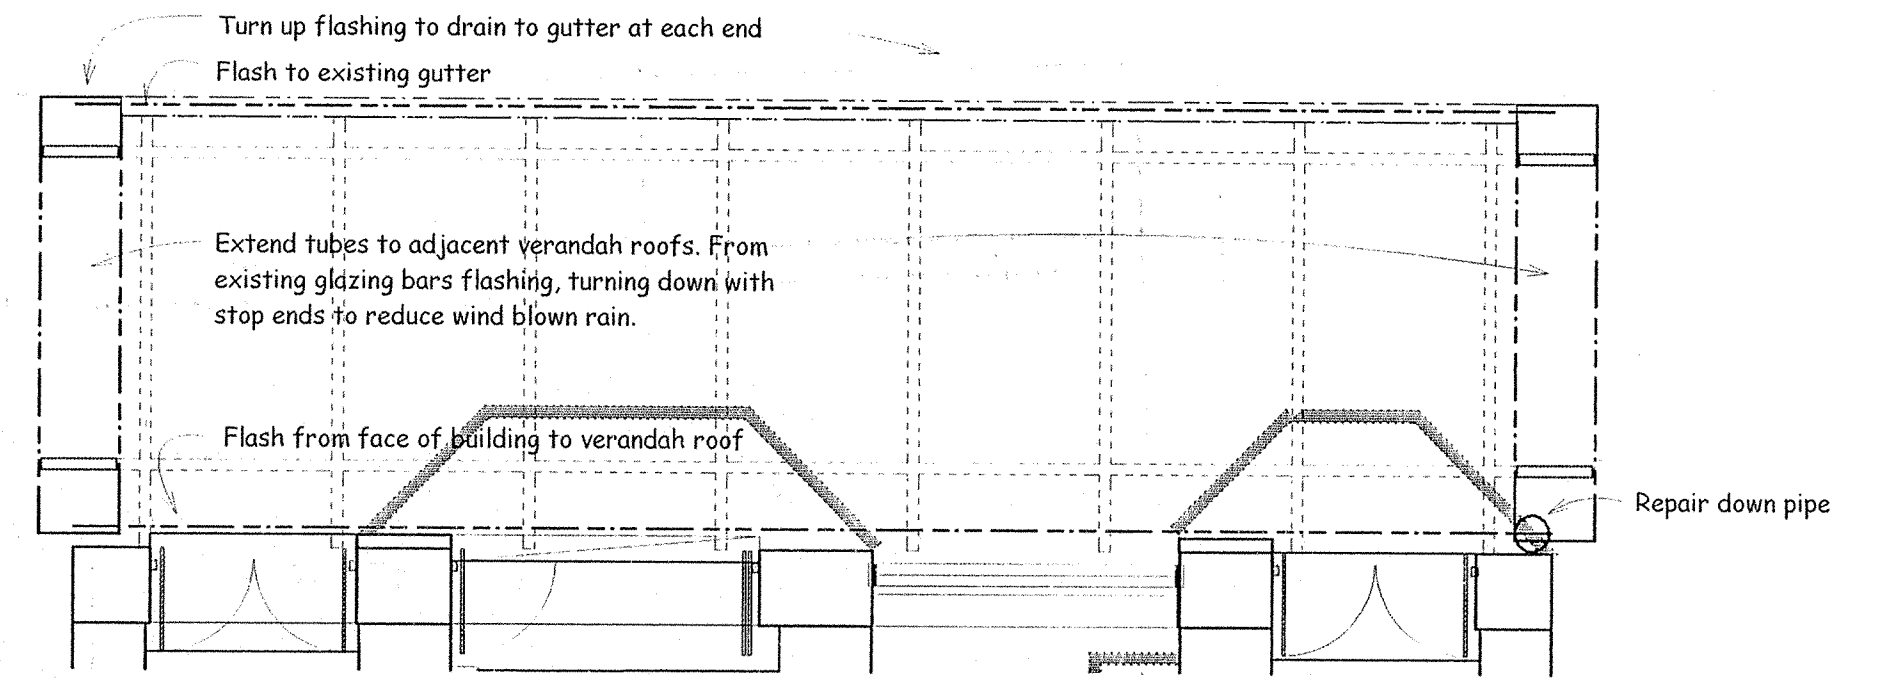 Turn up flashing to drain to gutter at each end
Flash to existing gutter
Extend tubes to adjacent verandah roofs. From
existing glazing bars flashing, turning down with
stop ends to reduce wind blown rain.
Flash from face of building to verandah roof
Repair down pipe